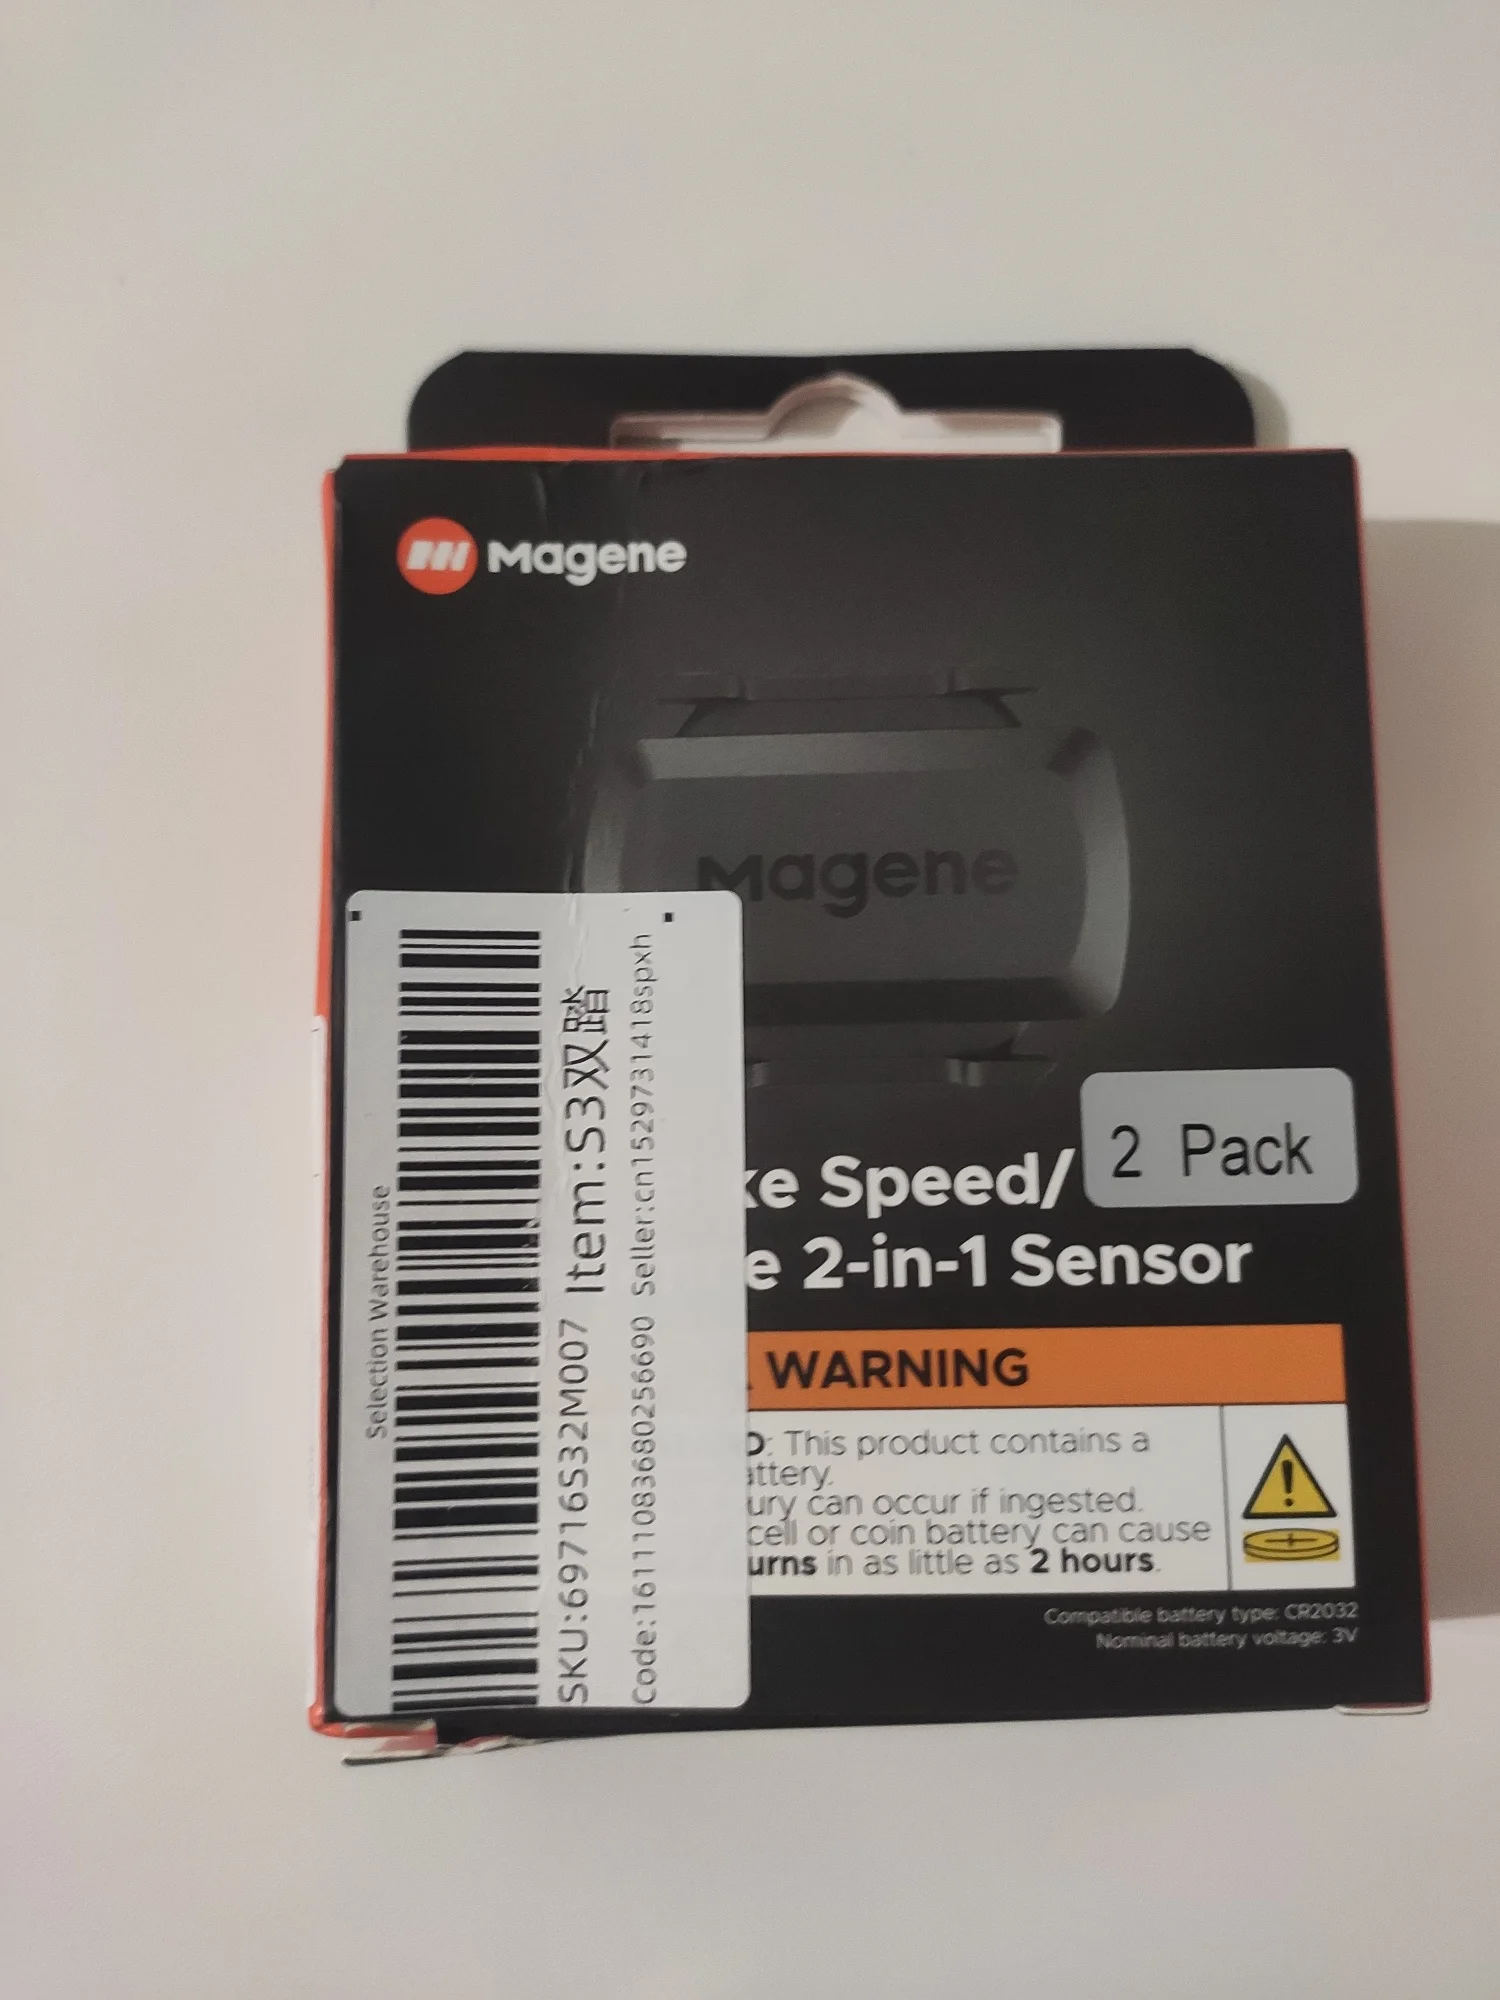 Magene
Magene
2 Pack
ke Speed/
e 2-in-1 Sensor
WARNING
D: This product contains a
attery.
ury can occur if ingested.
cell or coin battery can cause
urns in as little as 2 hours.
Compatible battery type: CR2032
Nominal battery voltage: 3V
Selection Warehouse
SKU:69716532M007 Item:S3双踏
Code:16111083680256690 Seller:cn1529731418spxh